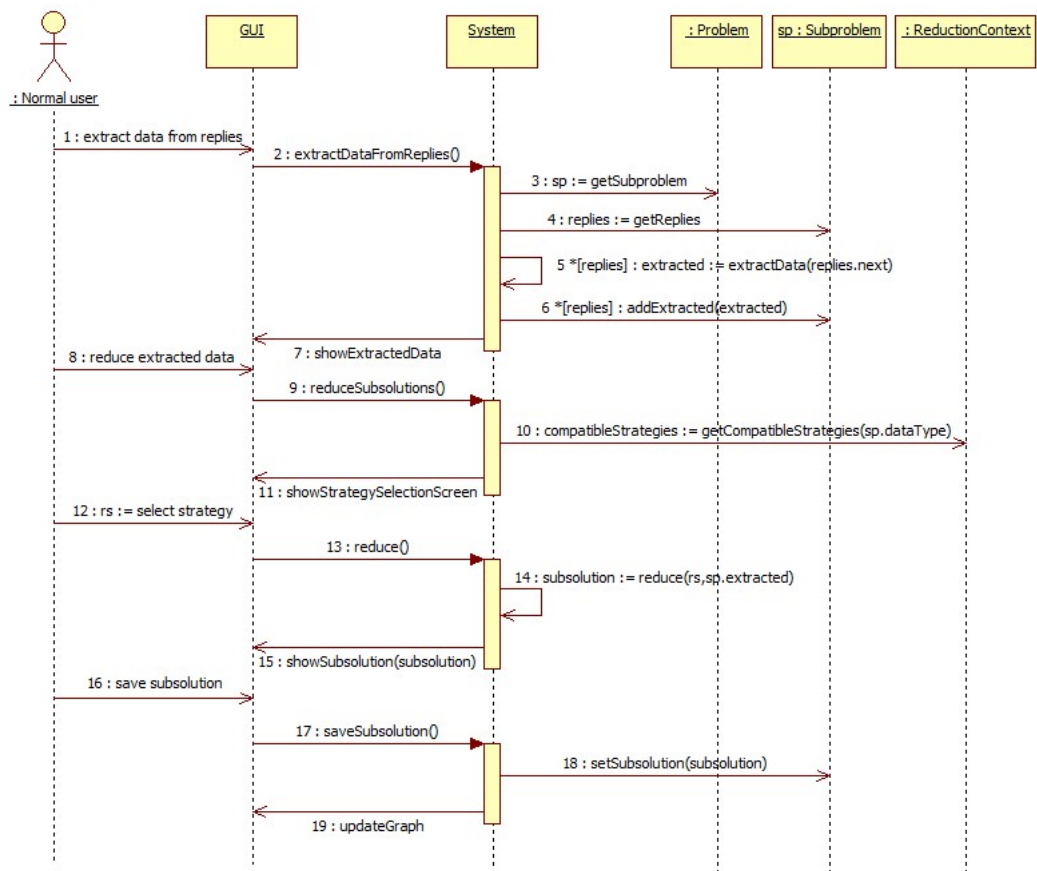 GUI
System
: Problem
sp : Subproblem
: ReductionContext
: Normal user
1 : extract data from replies
2 : extractDataFromReplies()
3 : sp := getSubproblem
4 : replies := getReplies
5 *[replies] : extracted := extractData(replies.next)
6 *[replies] : addExtracted(extracted)
7 : showExtractedData
8 : reduce extracted data
9 : reduceSubsolutions()
10 : compatibleStrategies := getCompatibleStrategies(sp.dataType)
11 : showStrategySelectionScreen
12 : rs := select strategy
13 : reduce()
14 : subsolution := reduce(rs,sp.extracted)
15 : showSubsolution(subsolution)
16 : save subsolution
17 : saveSubsolution()
18 : setSubsolution(subsolution)
19 : updateGraph